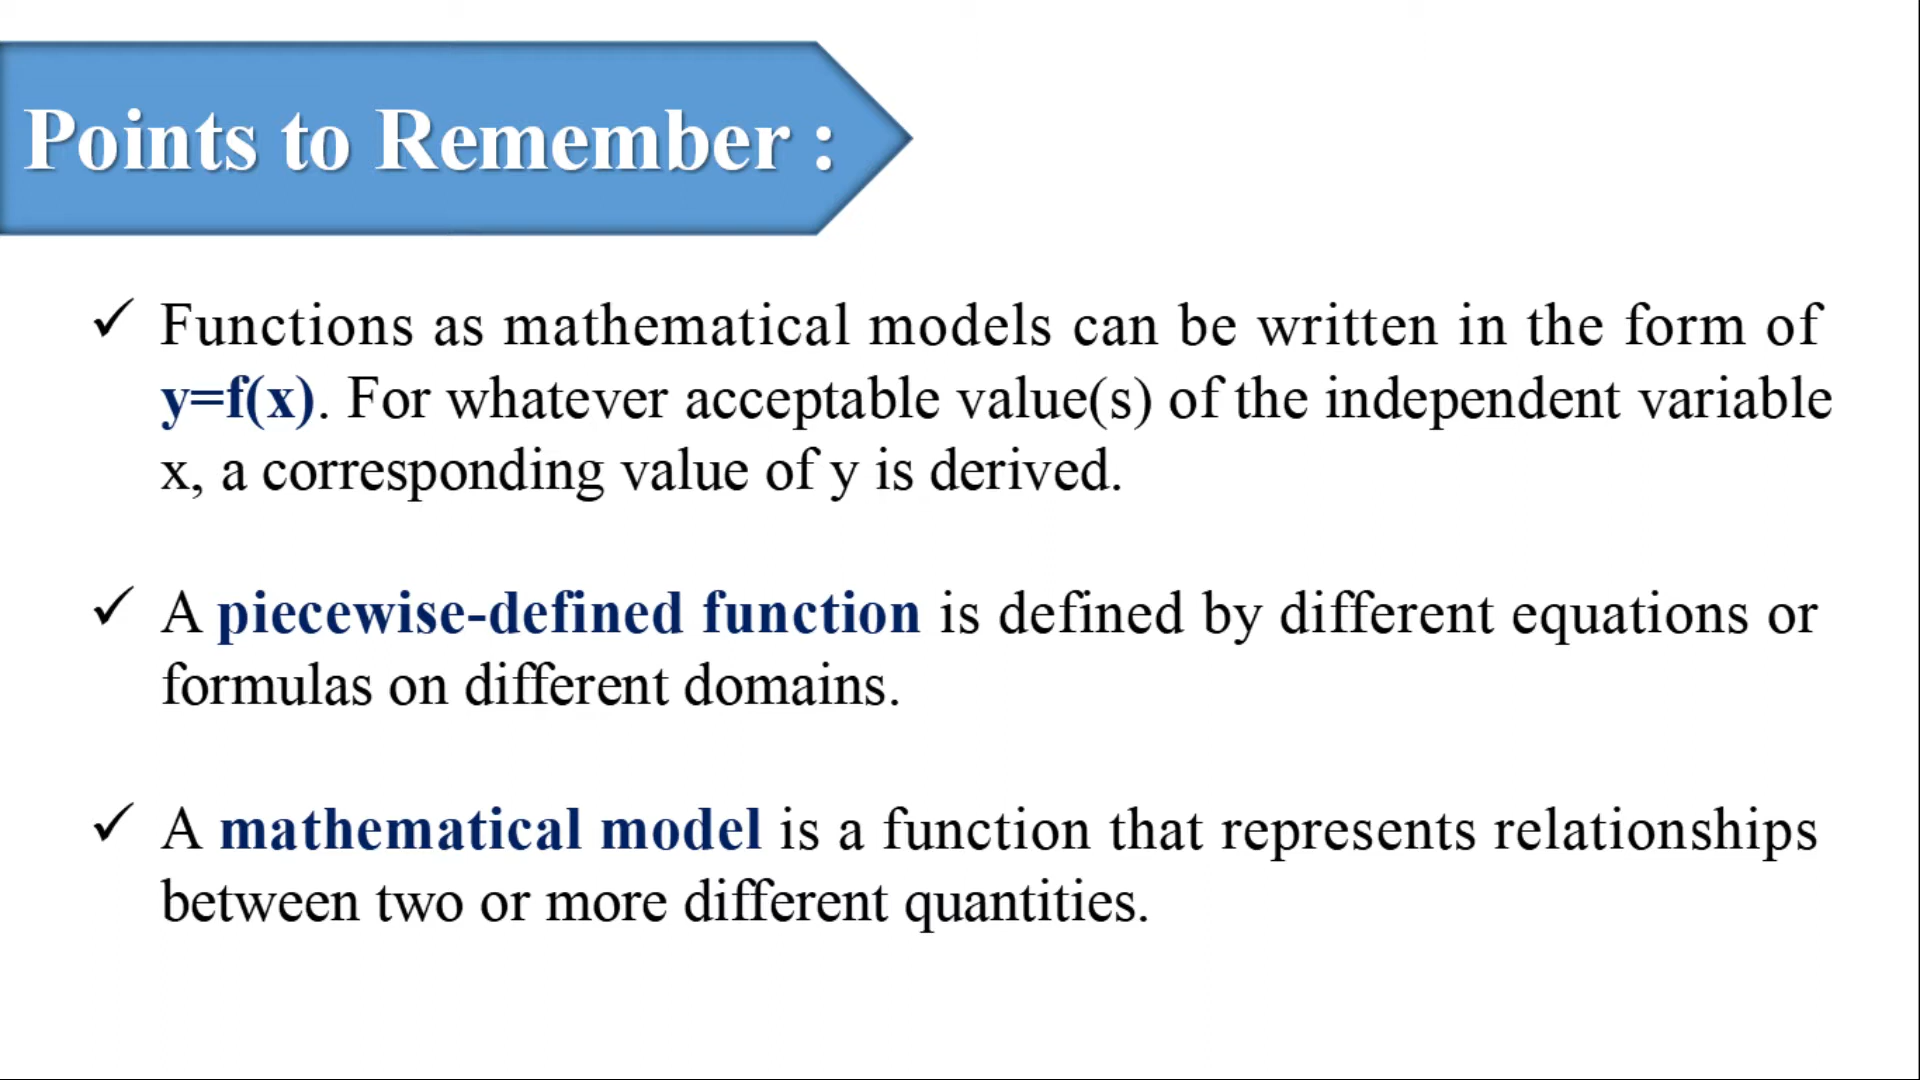 Points to Remember :
✓ Functions as mathematical models can be written in the form of
y=f(x). For whatever acceptable value(s) of the independent variable
x, a corresponding value of y is derived.
✓ A piecewise-defined function is defined by different equations or
formulas on different domains.
✓ A mathematical model is a function that represents relationships
between two or more different quantities.